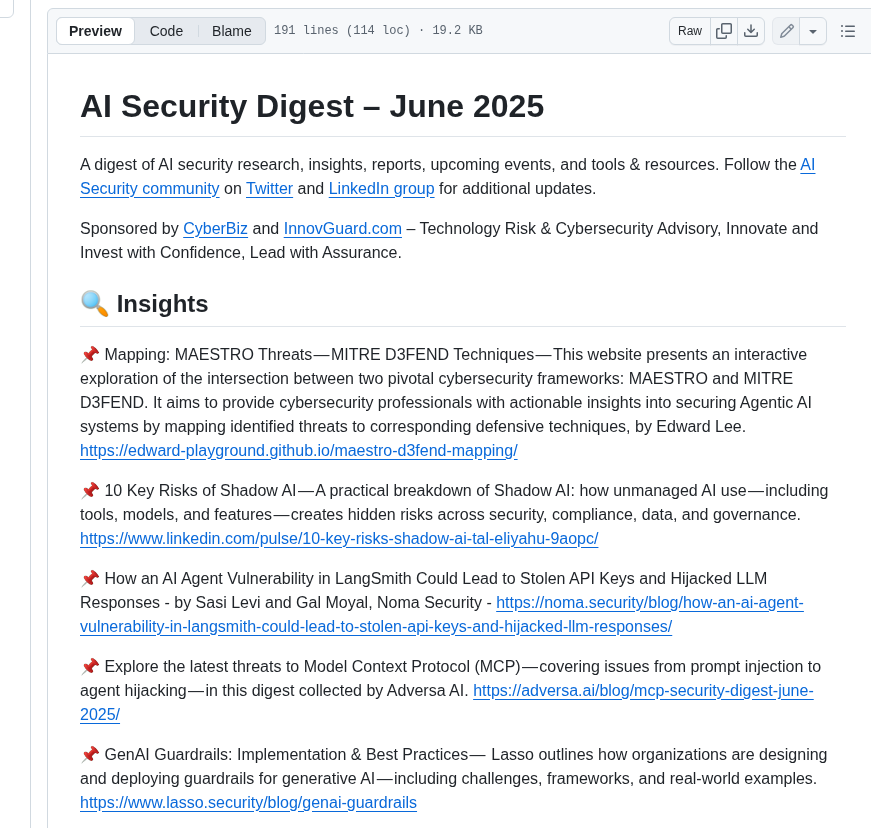 Preview Code Blame 191 lines (114 loc) · 19.2 KB Raw
AI Security Digest – June 2025
A digest of AI security research, insights, reports, upcoming events, and tools & resources. Follow the AI
Security community on Twitter and LinkedIn group for additional updates.
Sponsored by CyberBiz and InnovGuard.com – Technology Risk & Cybersecurity Advisory, Innovate and
Invest with Confidence, Lead with Assurance.
🔍 Insights
📌 Mapping: MAESTRO Threats — MITRE D3FEND Techniques — This website presents an interactive
exploration of the intersection between two pivotal cybersecurity frameworks: MAESTRO and MITRE
D3FEND. It aims to provide cybersecurity professionals with actionable insights into securing Agentic AI
systems by mapping identified threats to corresponding defensive techniques, by Edward Lee.
https://edward-playground.github.io/maestro-d3fend-mapping/
📌 10 Key Risks of Shadow AI — A practical breakdown of Shadow AI: how unmanaged AI use — including
tools, models, and features — creates hidden risks across security, compliance, data, and governance.
https://www.linkedin.com/pulse/10-key-risks-shadow-ai-tal-eliyahu-9aopc/
📌 How an AI Agent Vulnerability in LangSmith Could Lead to Stolen API Keys and Hijacked LLM
Responses - by Sasi Levi and Gal Moyal, Noma Security - https://noma.security/blog/how-an-ai-agent-
vulnerability-in-langsmith-could-lead-to-stolen-api-keys-and-hijacked-llm-responses/
📌 Explore the latest threats to Model Context Protocol (MCP) — covering issues from prompt injection to
agent hijacking — in this digest collected by Adversa AI. https://adversa.ai/blog/mcp-security-digest-june-
2025/
📌 GenAI Guardrails: Implementation & Best Practices — Lasso outlines how organizations are designing
and deploying guardrails for generative AI — including challenges, frameworks, and real-world examples.
https://www.lasso.security/blog/genai-guardrails